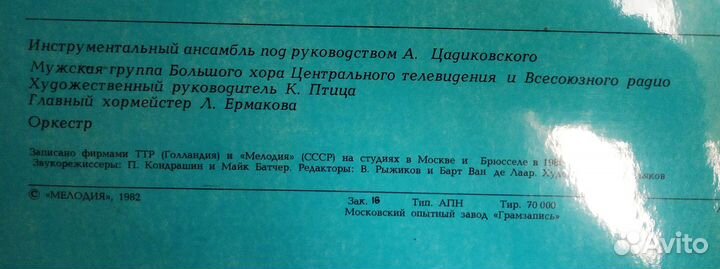 Инструментальный ансамбль под руководством А. Цадиковского
Мужская группа Большого хора Центрального телевидения и Всесоюзного радио
Художественный руководитель К. Птица
Главный хормейстер Л. Ермакова
Оркестр
Записано фирмами ТТР (Голландия) и «Мелодия» (СССР) на студиях в Москве и Брюсселе в
Звукорежиссеры: П. Кондрашин и Майк Батчер. Редакторы: В. Рыжиков и Барт Ван де Лаар.
© «МЕЛОДИЯ», 1982
Зак. 16 Тип. АПН Тир. 70 000
Московский опытный завод «Грамзапись»
Avito